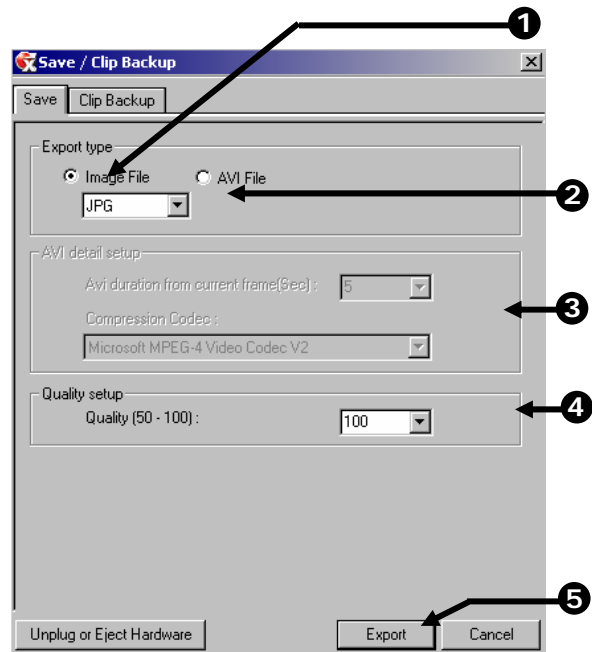 1
Save / Clip Backup
Save Clip Backup
Export type
Image File AVI File
2
JPG
AVI detail setup
Avi duration from current frame(Sec) : 5
3
Compression Codec :
Microsoft MPEG-4 Video Codec V2
Quality setup
4
Quality (50 - 100) : 100
5
Unplug or Eject Hardware Export Cancel